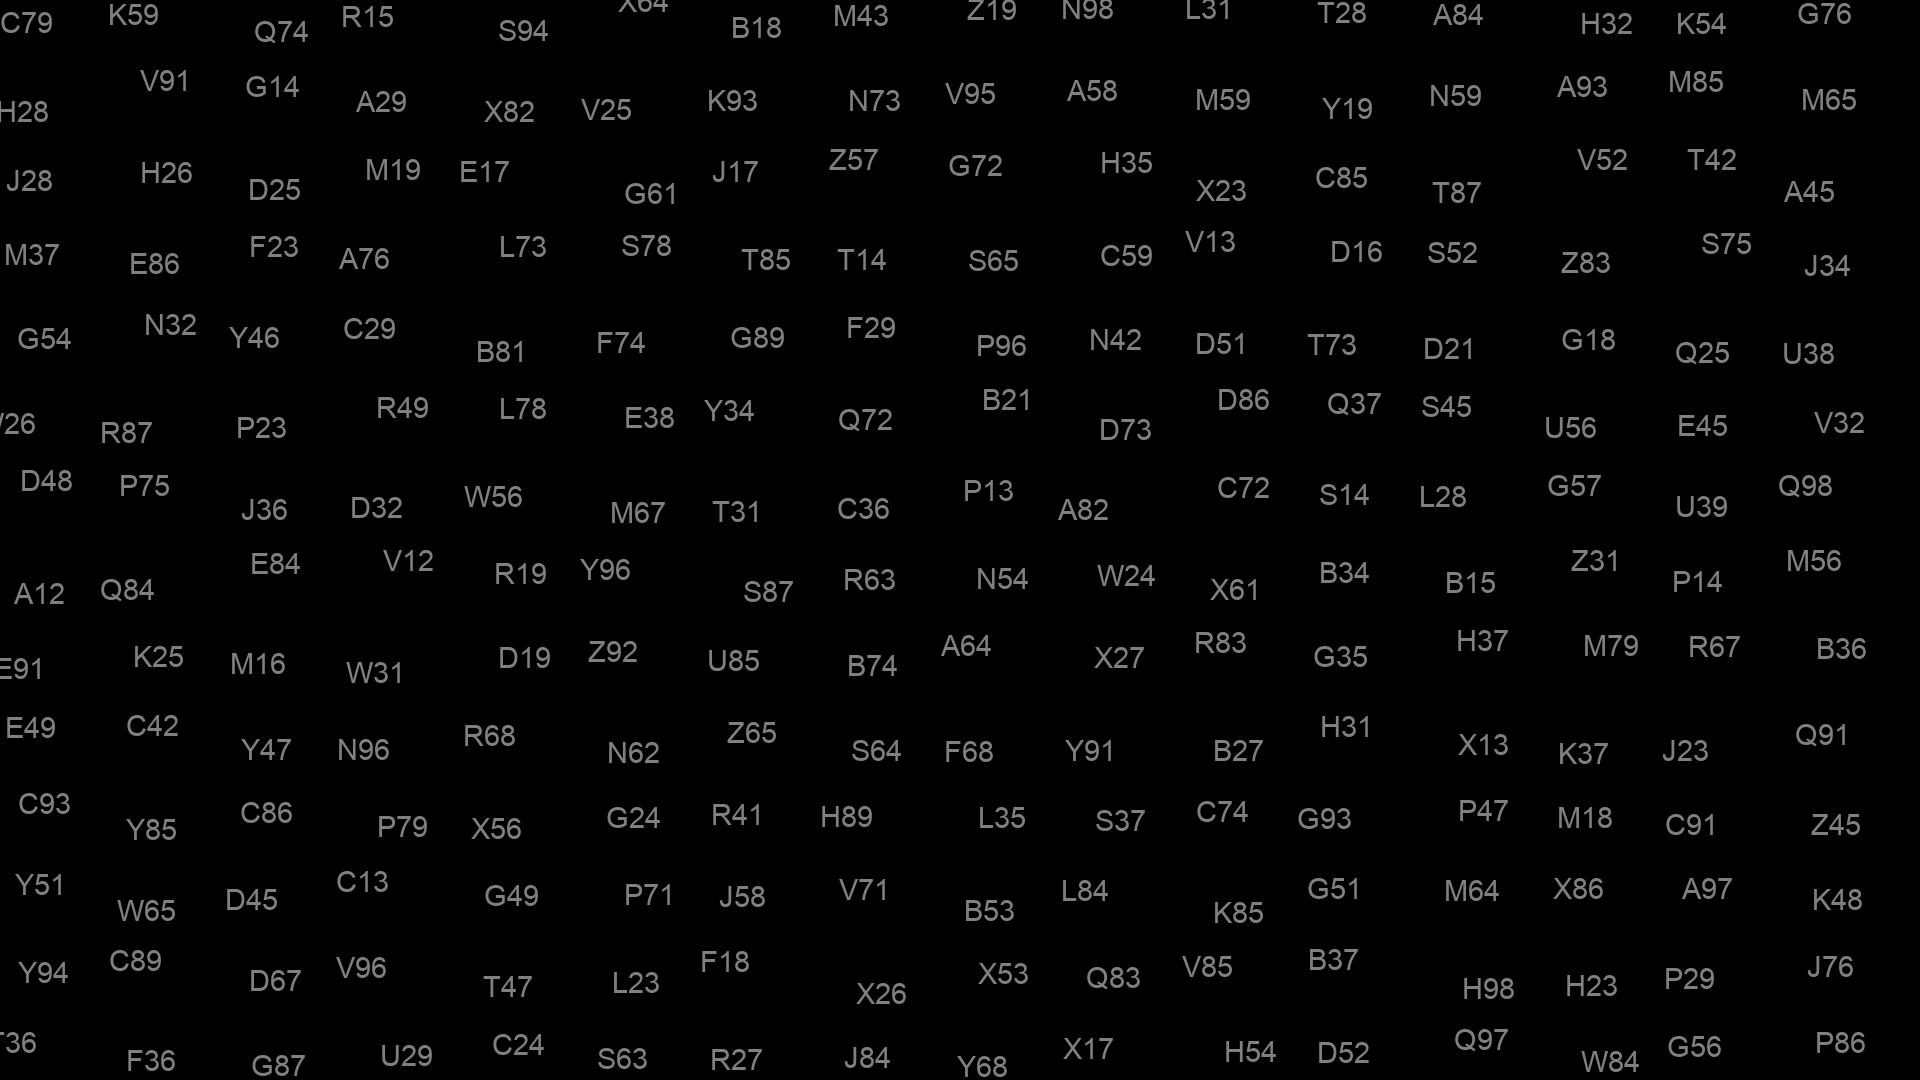 C79 K59 Q74 R15 S94 X64 B18 M43 Z19 N98 L31 T28 A84 H32 K54 G76
H28 V91 G14 A29 X82 V25 K93 N73 V95 A58 M59 Y19 N59 A93 M85 M65
J28 H26 D25 M19 E17 G61 J17 Z57 G72 H35 X23 C85 T87 V52 T42 A45
M37 E86 F23 A76 L73 S78 T85 T14 S65 C59 V13 D16 S52 Z83 S75 J34
G54 N32 Y46 C29 B81 F74 G89 F29 P96 N42 D51 T73 D21 G18 Q25 U38
R87 P23 R49 L78 E38 Y34 Q72 B21 D73 D86 Q37 S45 U56 E45 V32
D48 P75 J36 D32 W56 M67 T31 C36 P13 A82 C72 S14 L28 G57 U39 Q98
A12 Q84 E84 V12 R19 Y96 S87 R63 N54 W24 X61 B34 B15 Z31 P14 M56
E91 K25 M16 W31 D19 Z92 U85 B74 A64 X27 R83 G35 H37 M79 R67 B36
E49 C42 Y47 N96 R68 N62 Z65 S64 F68 Y91 B27 H31 X13 K37 J23 Q91
C93 Y85 C86 P79 X56 G24 R41 H89 L35 S37 C74 G93 P47 M18 C91 Z45
Y51 W65 D45 C13 G49 P71 J58 V71 B53 L84 K85 G51 M64 X86 A97 K48
Y94 C89 D67 V96 T47 L23 F18 X26 X53 Q83 V85 B37 H98 H23 P29 J76
F36 G87 U29 C24 S63 R27 J84 Y68 X17 H54 D52 Q97 W84 G56 P86